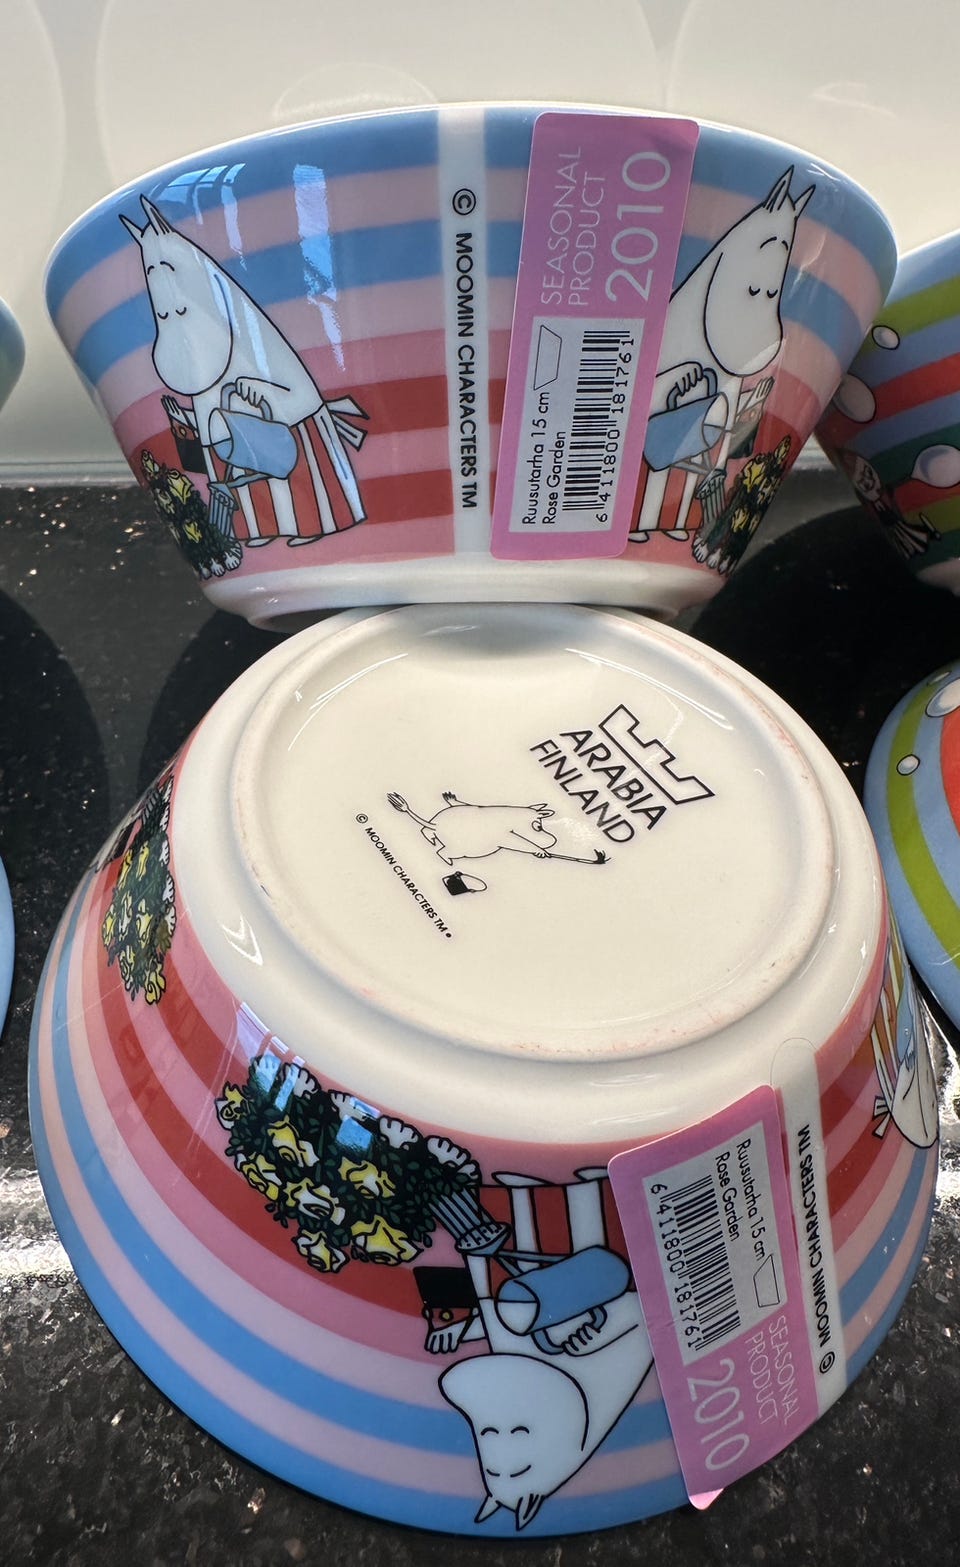 © MOOMIN CHARACTERS TM
SEASONAL
PRODUCT
2010
Ruusutarha 15 cm
Rose Garden
6 411800 181761
ARABIA
FINLAND
© MOOMIN CHARACTERS TM
Ruusutarha 15 cm
Rose Garden
6 411800 181761
SEASONAL
PRODUCT
2010
© MOOMIN CHARACTERS TM